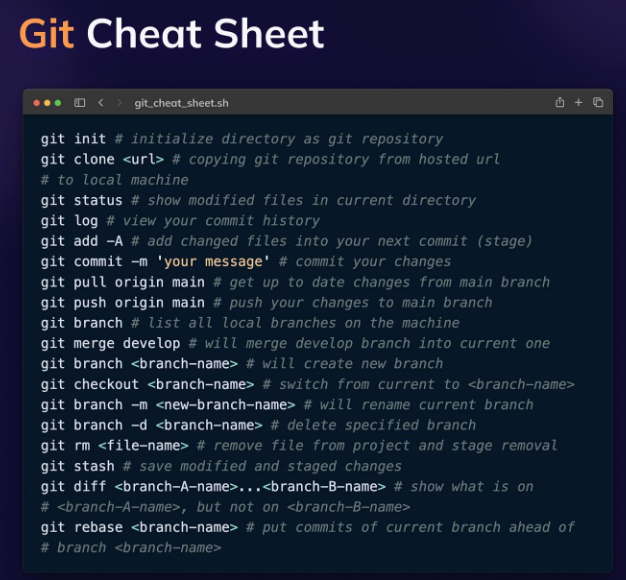 Git Cheat Sheet
git_cheat_sheet.sh
git init # initialize directory as git repository
git clone <url> # copying git repository from hosted url
# to local machine
git status # show modified files in current directory
git log # view your commit history
git add -A # add changed files into your next commit (stage)
git commit -m 'your message' # commit your changes
git pull origin main # get up to date changes from main branch
git push origin main # push your changes to main branch
git branch # list all local branches on the machine
git merge develop # will merge develop branch into current one
git branch <branch-name> # will create new branch
git checkout <branch-name> # switch from current to <branch-name>
git branch -m <new-branch-name> # will rename current branch
git branch -d <branch-name> # delete specified branch
git rm <file-name> # remove file from project and stage removal
git stash # save modified and staged changes
git diff <branch-A-name>...<branch-B-name> # show what is on
# <branch-A-name>, but not on <branch-B-name>
git rebase <branch-name> # put commits of current branch ahead of
# branch <branch-name>